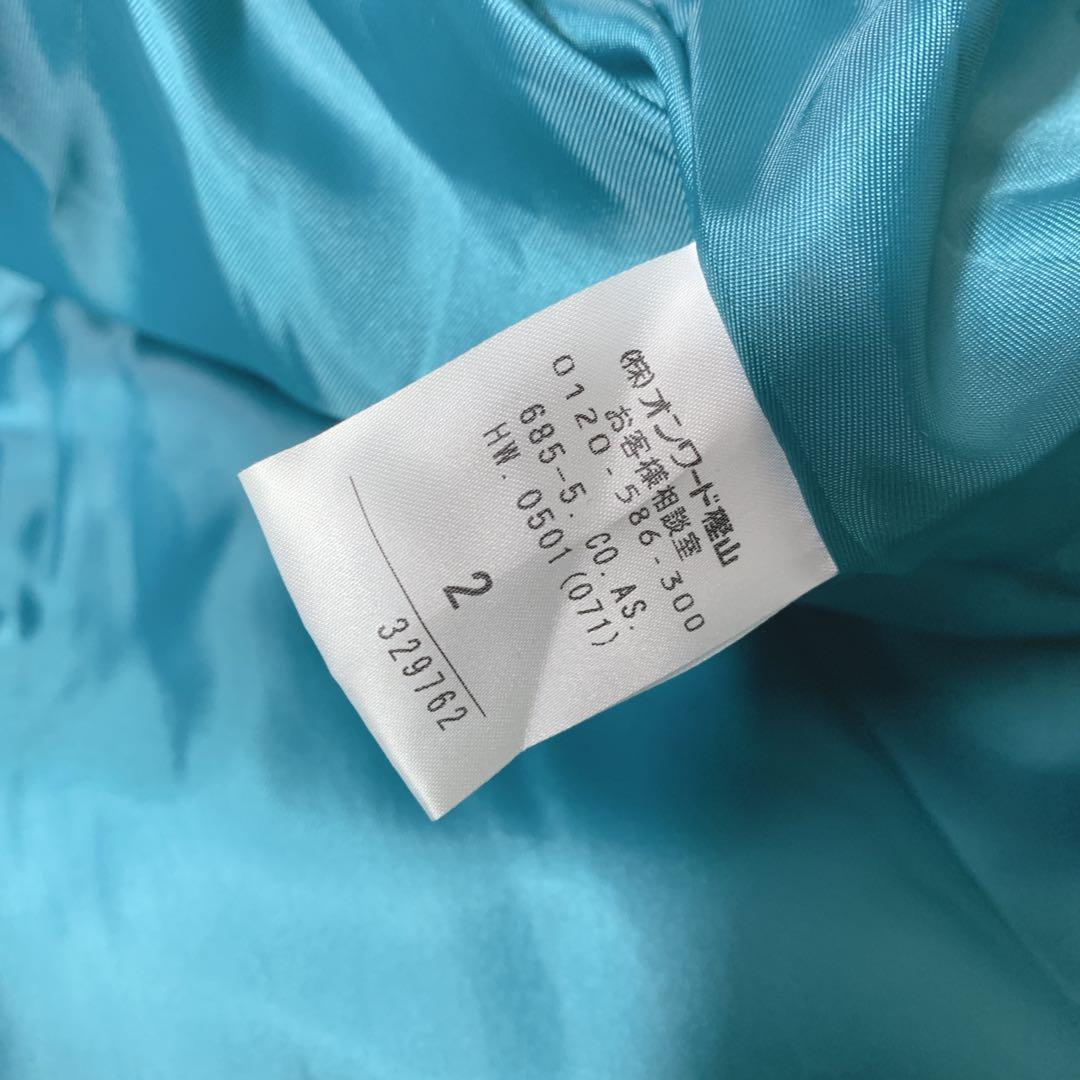 (株)オンワード樫山
お客様相談室
0120-586-300
685-5. CO.AS.
HW. 0501(071)
2
329762